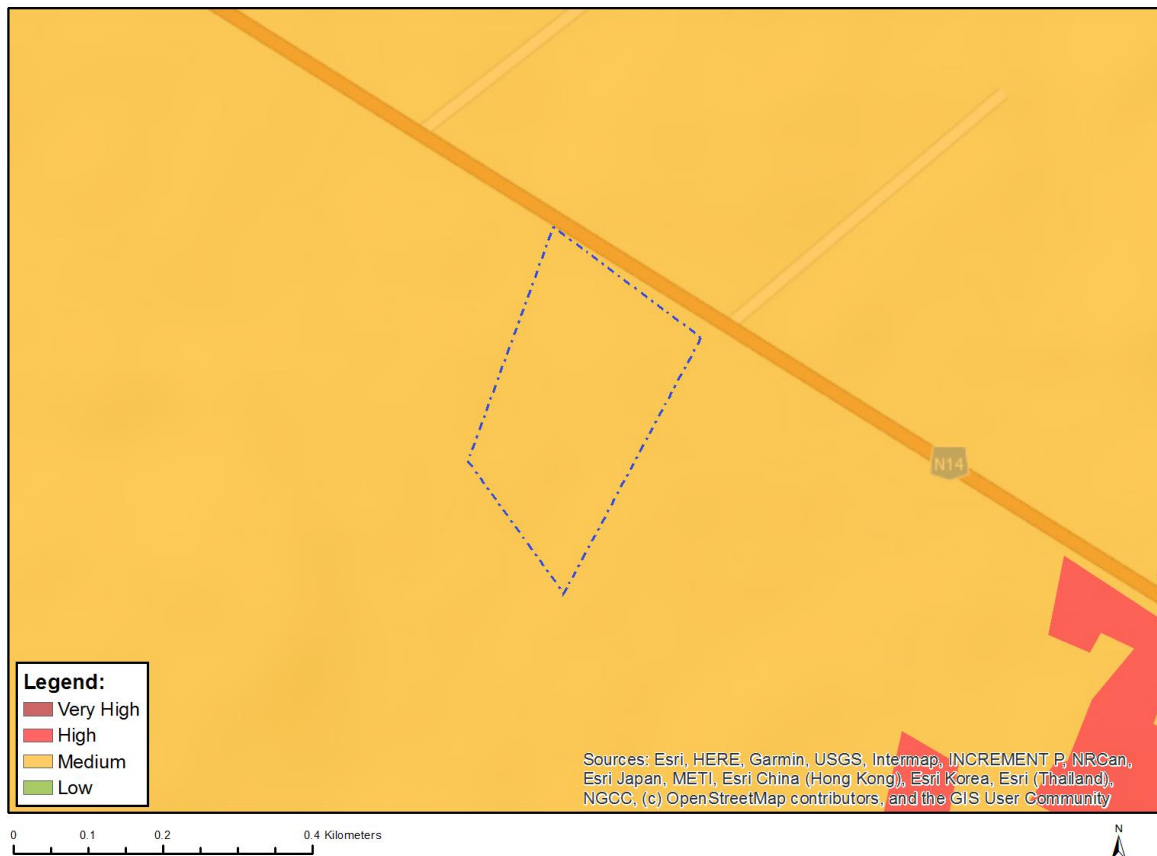 N14
Legend:
Very High
High
Medium
Low
Sources: Esri, HERE, Garmin, USGS, Intermap, INCREMENT P, NRCan,
Esri Japan, METI, Esri China (Hong Kong), Esri Korea, Esri (Thailand),
NGCC, (c) OpenStreetMap contributors, and the GIS User Community
0 0.1 0.2 0.4 Kilometers
N